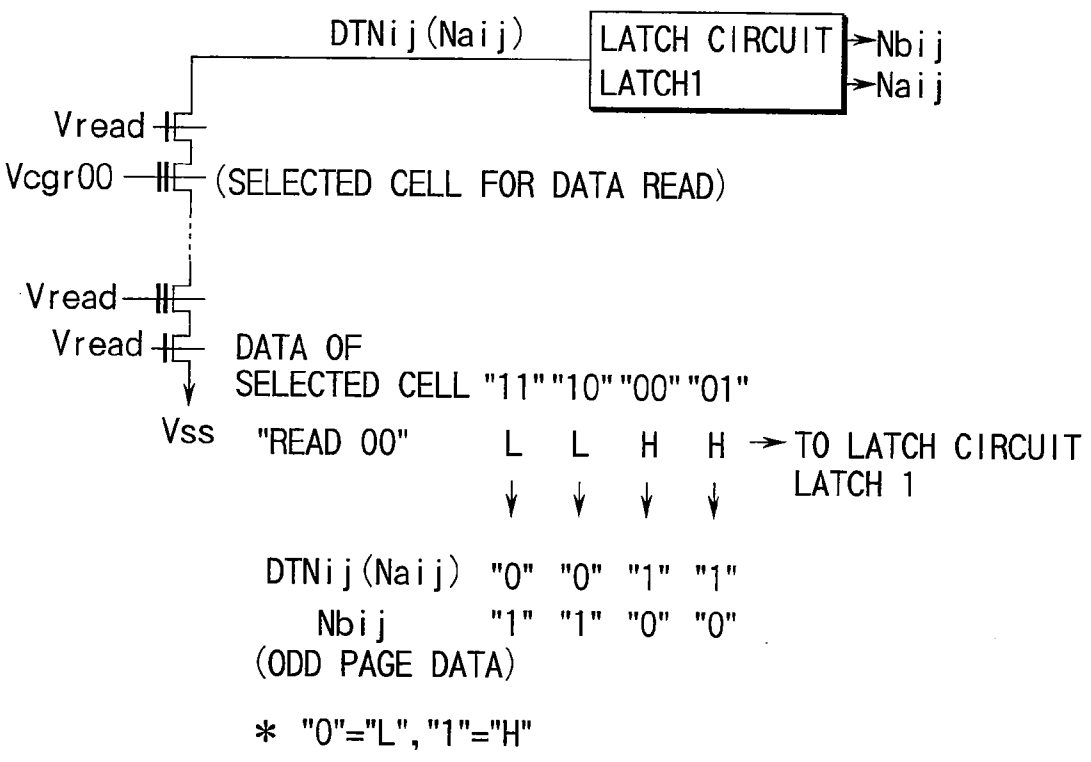 DTNij(Naij)
LATCH CIRCUIT
LATCH1
Nbij
Naij
Vread
Vcgr00
(SELECTED CELL FOR DATA READ)
Vread
Vread
DATA OF
SELECTED CELL "11" "10" "00" "01"
Vss
"READ 00" L L H H TO LATCH CIRCUIT
LATCH 1
DTNij(Naij) "0" "0" "1" "1"
Nbij "1" "1" "0" "0"
(ODD PAGE DATA)
* "0"="L", "1"="H"